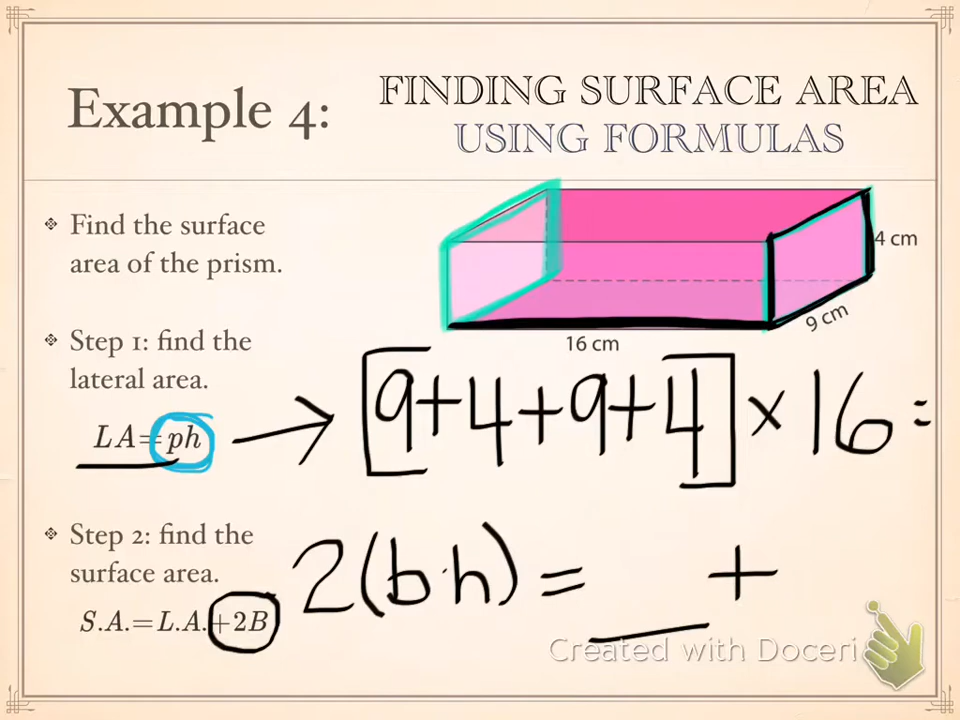 Example 4:
FINDING SURFACE AREA
USING FORMULAS
Find the surface
area of the prism.
4 cm
9 cm
16 cm
Step 1: find the
lateral area.
LA=ph
[9+4+9+4]×16=
Step 2: find the
surface area.
S.A.=L.A.+2B
2(b·h)=__+
Created with Doceri